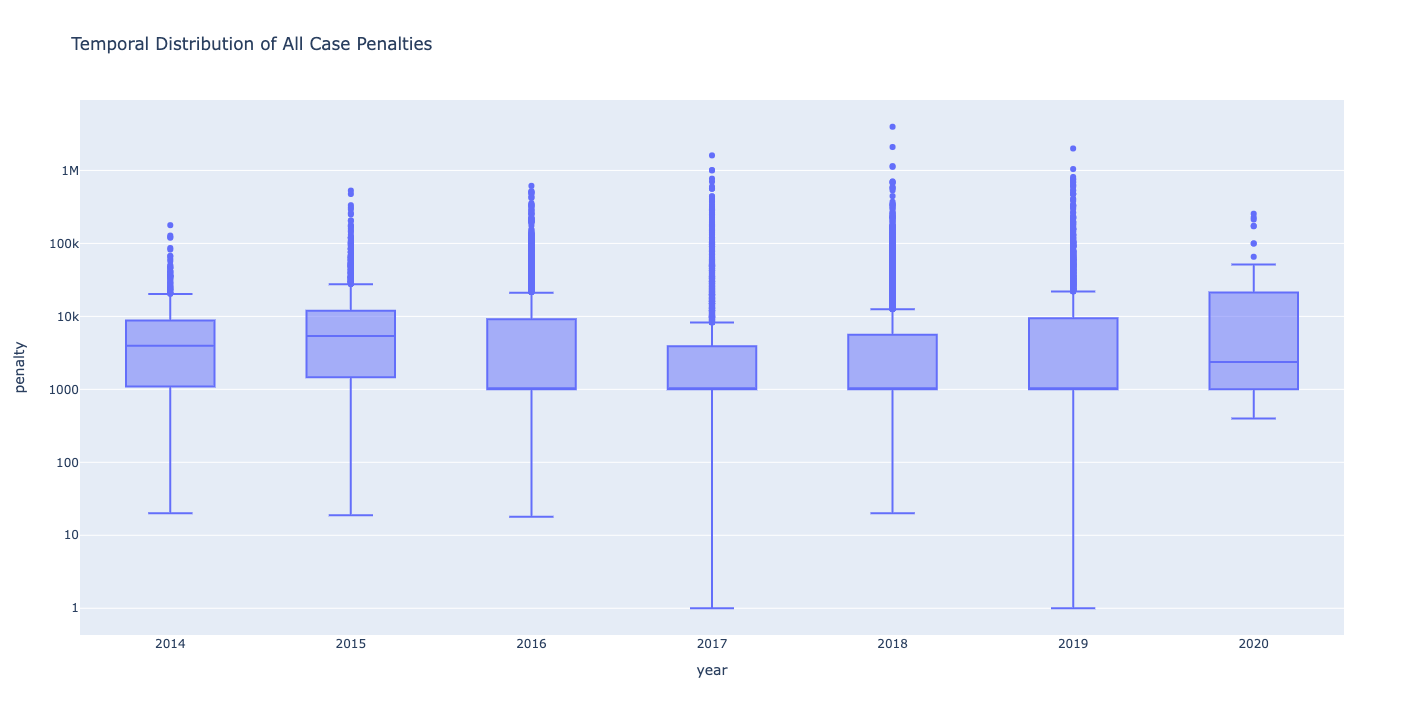 Temporal Distribution of All Case Penalties
1M
100k
10k
1000
100
10
1
penalty
2014 2015 2016 2017 2018 2019 2020
year